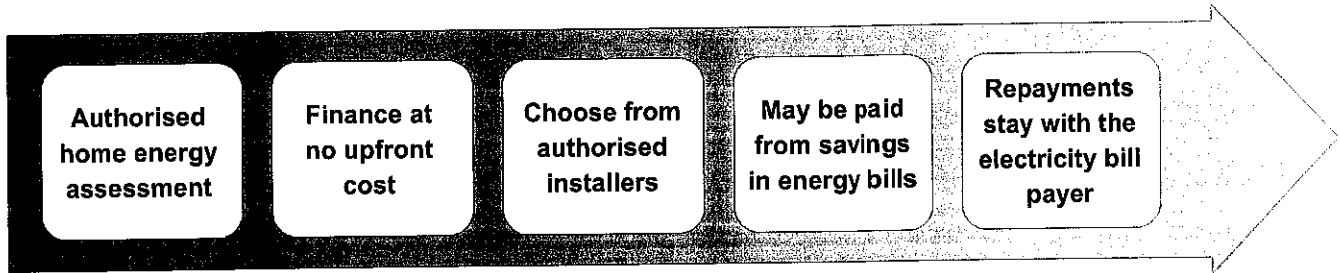 Authorised
home energy
assessment
Finance at
no upfront
cost
Choose from
authorised
installers
May be paid
from savings
in energy bills
Repayments
stay with the
electricity bill
payer